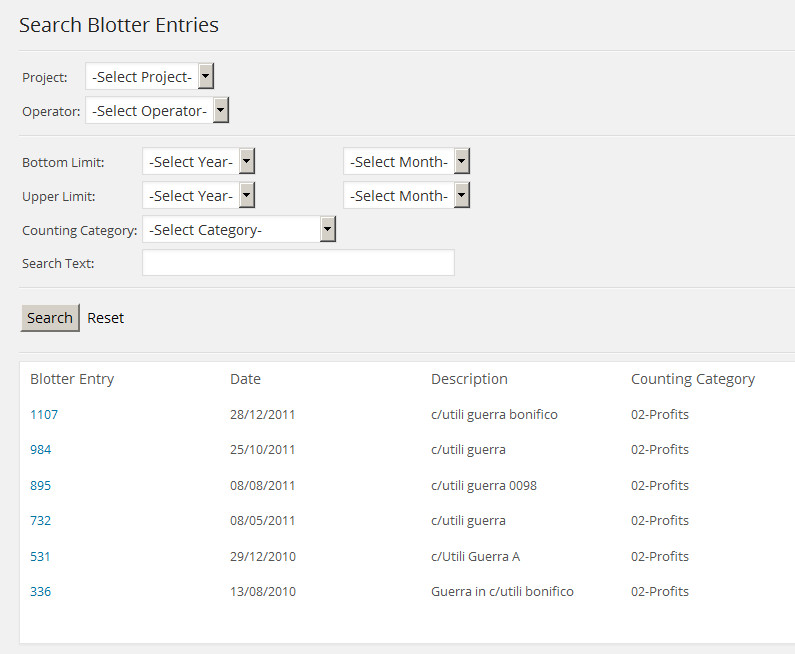 Search Blotter Entries
Project: -Select Project-
Operator: -Select Operator-
Bottom Limit: -Select Year- -Select Month-
Upper Limit: -Select Year- -Select Month-
Counting Category: -Select Category-
Search Text:
Search Reset
Blotter Entry Date Description Counting Category
1107 28/12/2011 c/utili guerra bonifico 02-Profits
984 25/10/2011 c/utili guerra 02-Profits
895 08/08/2011 c/utili guerra 0098 02-Profits
732 08/05/2011 c/utili guerra 02-Profits
531 29/12/2010 c/Utili Guerra A 02-Profits
336 13/08/2010 Guerra in c/utili bonifico 02-Profits